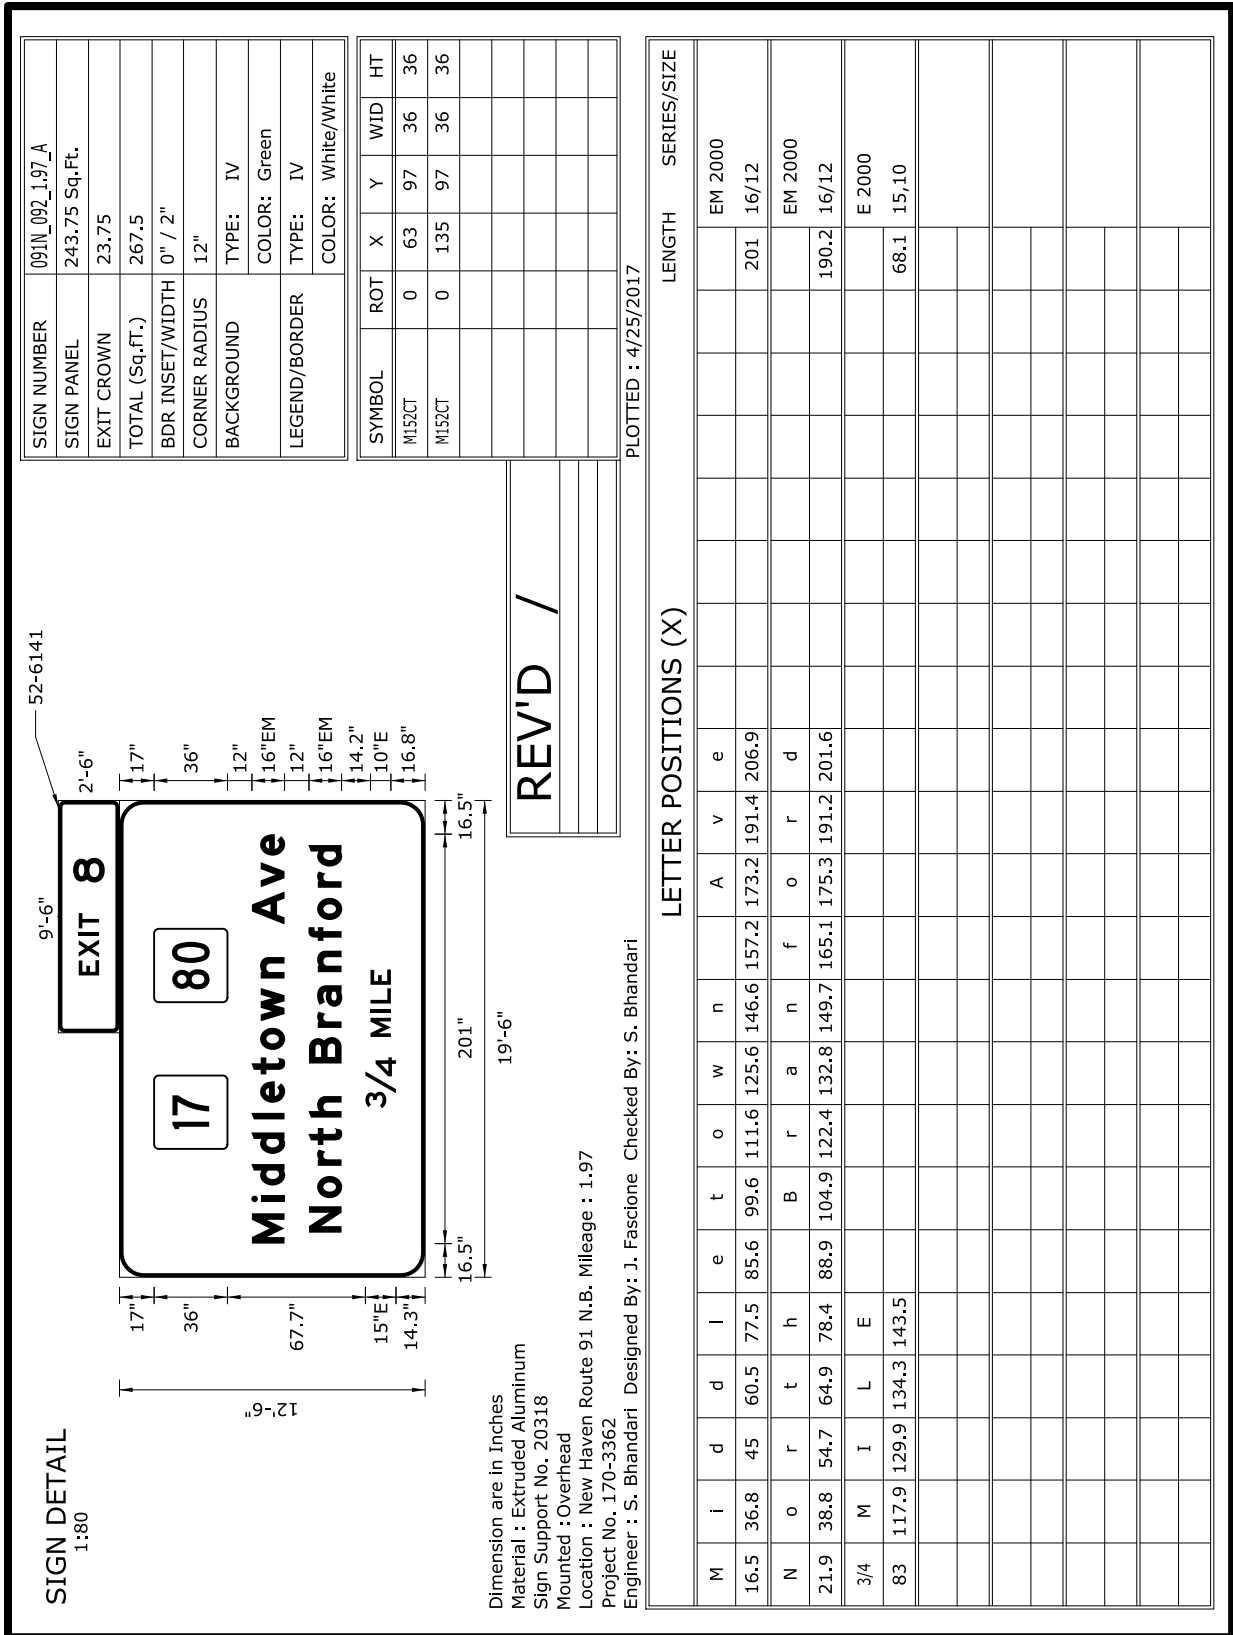 SIGN DETAIL
1:80
52-6141
9'-6"
2'-6"
EXIT 8
17 80
Middletown Ave
North Branford
3/4 MILE
17"
36"
67.7"
15"E
14.3"
12'-6"
17"
36"
12"
16"EM
12"
16"EM
14.2"
10"E
16.8"
16.5" 201" 16.5"
19'-6"
Dimension are in Inches
Material : Extruded Aluminum
Sign Support No. 20318
Mounted :Overhead
Location : New Haven Route 91 N.B. Mileage : 1.97
Project No. 170-3362
Engineer : S. Bhandari Designed By: J. Fascione Checked By: S. Bhandari
REV'D /
SIGN NUMBER 091N_092_1.97_A
SIGN PANEL 243.75 Sq.Ft.
EXIT CROWN 23.75
TOTAL (Sq.fT.) 267.5
BDR INSET/WIDTH 0" / 2"
CORNER RADIUS 12"
BACKGROUND TYPE: IV
COLOR: Green
LEGEND/BORDER TYPE: IV
COLOR: White/White
SYMBOL ROT X Y WID HT
M152CT 0 63 97 36 36
M152CT 0 135 97 36 36
PLOTTED : 4/25/2017
LETTER POSITIONS (X) LENGTH SERIES/SIZE
M i d d l e t o w n A v e EM 2000
16.5 36.8 45 60.5 77.5 85.6 99.6 111.6 125.6 146.6 157.2 173.2 191.4 206.9 201 16/12
N o r t h B r a n f o r d EM 2000
21.9 38.8 54.7 64.9 78.4 88.9 104.9 122.4 132.8 149.7 165.1 175.3 191.2 201.6 190.2 16/12
3/4 M I L E E 2000
83 117.9 129.9 134.3 143.5 68.1 15,10